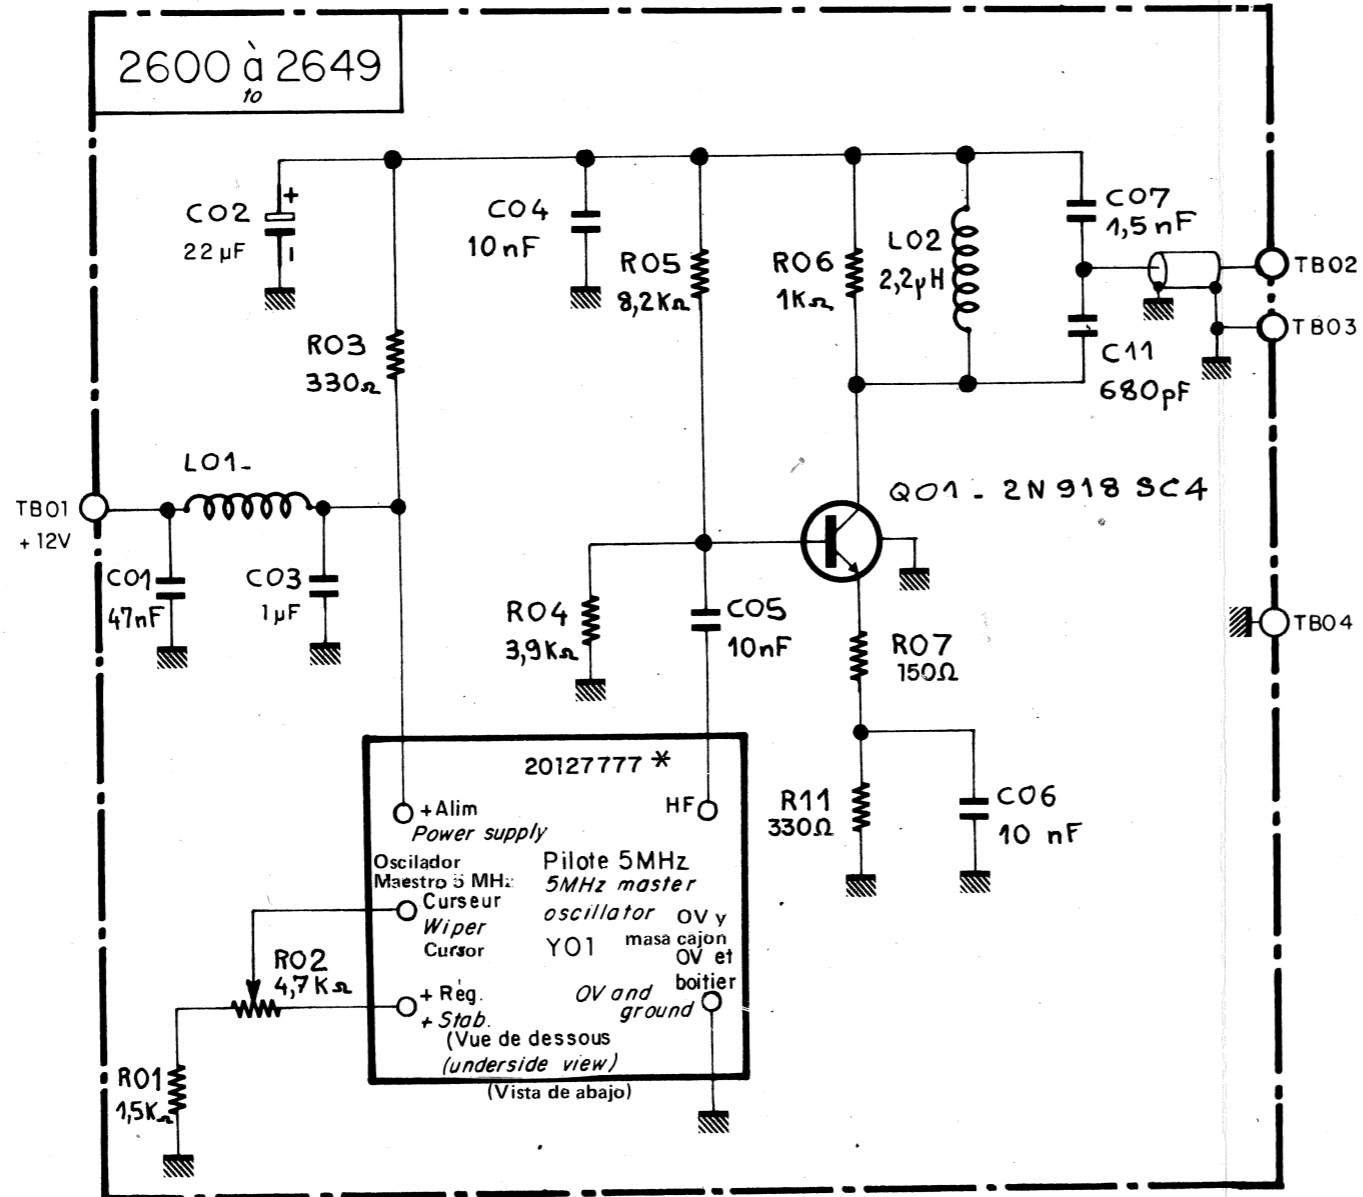 2600 à 2649
to
C02
22 µF
+
-
C04
10 nF
R05
8,2KΩ
R06
1KΩ
L02
2,2µH
C07
1,5 nF
TB02
TB03
C11
680pF
R03
330Ω
L01-
TB01
+ 12V
C01
47nF
C03
1µF
Q01 - 2N918 SC4
R04
3,9KΩ
C05
10nF
R07
150Ω
TB04
R11
330Ω
C06
10 nF
20127777 *
+Alim
Power supply
HF
Oscilador
Maestro 5 MHz
Pilote 5MHz
5MHz master
oscillator
Y01
Curseur
Wiper
Cursor
OV y
masa cajon
OV et
boitier
OV and
ground
+ Rég.
+ Stab.
(Vue de dessous
(underside view)
(Vista de abajo)
R02
4,7KΩ
R01
1,5KΩ